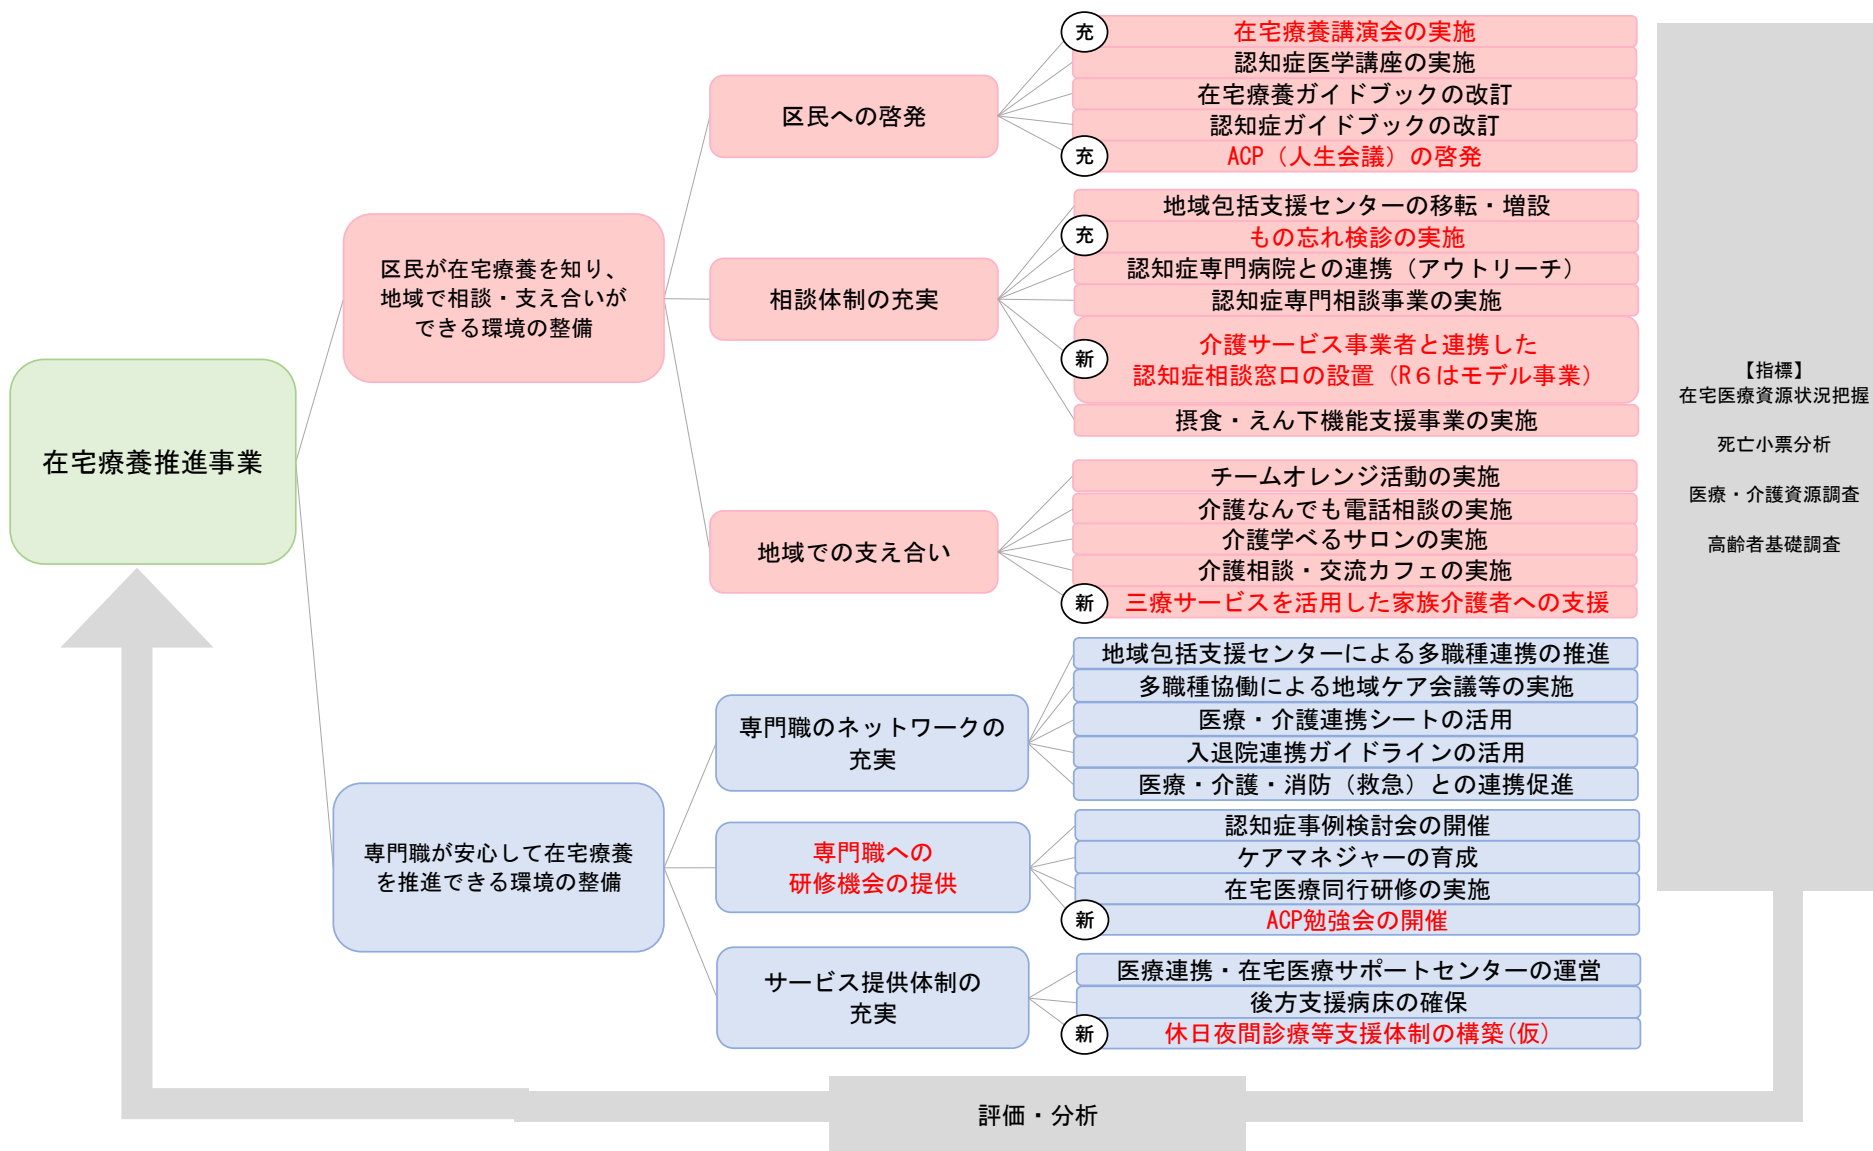 在宅療養推進事業
区民が在宅療養を知り、
地域で相談・支え合いが
できる環境の整備
区民への啓発
充
在宅療養講演会の実施
認知症医学講座の実施
在宅療養ガイドブックの改訂
認知症ガイドブックの改訂
充
ACP（人生会議）の啓発
相談体制の充実
地域包括支援センターの移転・増設
充
もの忘れ検診の実施
認知症専門病院との連携（アウトリーチ）
認知症専門相談事業の実施
新
介護サービス事業者と連携した
認知症相談窓口の設置（R６はモデル事業）
摂食・えん下機能支援事業の実施
地域での支え合い
チームオレンジ活動の実施
介護なんでも電話相談の実施
介護学べるサロンの実施
介護相談・交流カフェの実施
新
三療サービスを活用した家族介護者への支援
専門職が安心して在宅療養
を推進できる環境の整備
専門職のネットワークの
充実
地域包括支援センターによる多職種連携の推進
多職種協働による地域ケア会議等の実施
医療・介護連携シートの活用
入退院連携ガイドラインの活用
医療・介護・消防（救急）との連携促進
専門職への
研修機会の提供
認知症事例検討会の開催
ケアマネジャーの育成
在宅医療同行研修の実施
新
ACP勉強会の開催
サービス提供体制の
充実
医療連携・在宅医療サポートセンターの運営
後方支援病床の確保
新
休日夜間診療等支援体制の構築(仮)
【指標】
在宅医療資源状況把握
死亡小票分析
医療・介護資源調査
高齢者基礎調査
評価・分析